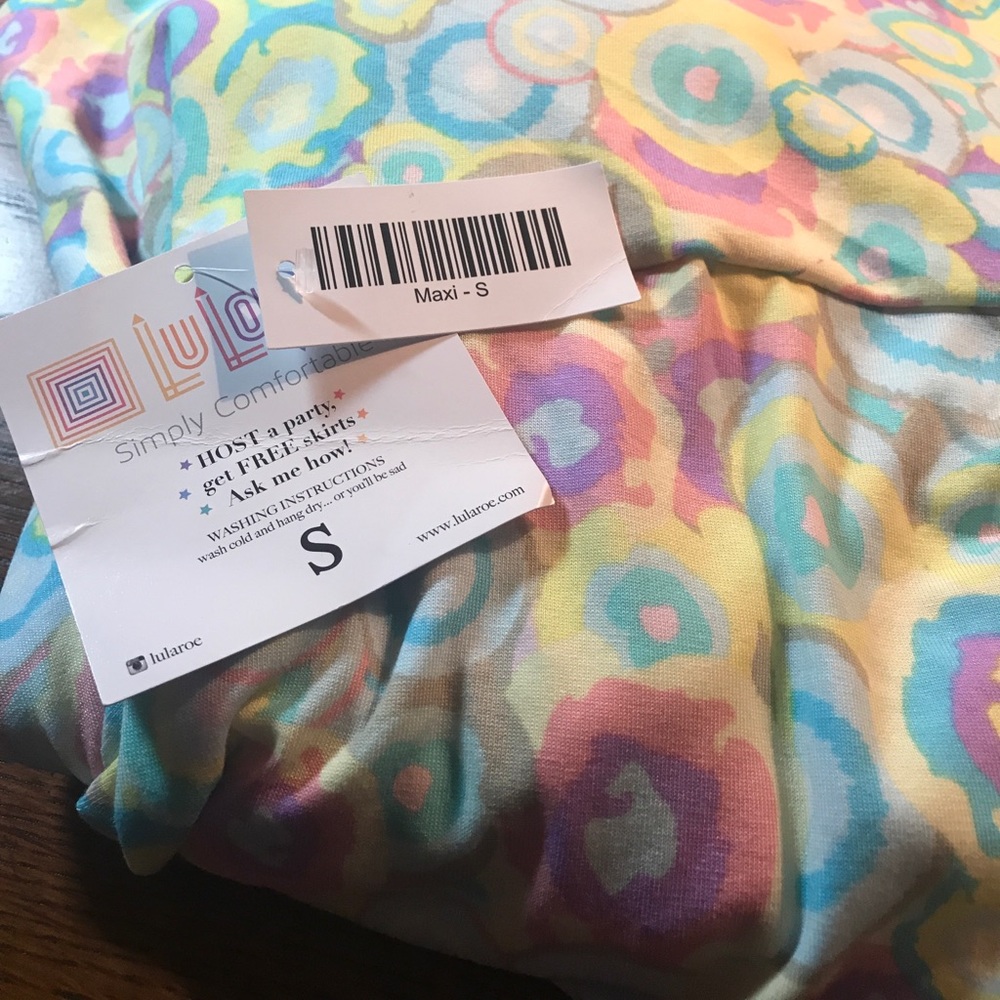 Maxi - S
LuLo
Simply Comfortable
HOST a party,
get FREE skirts
Ask me how!
WASHING INSTRUCTIONS
wash cold and hang dry... or you'll be sad
S
www.lularoe.com
lularoe